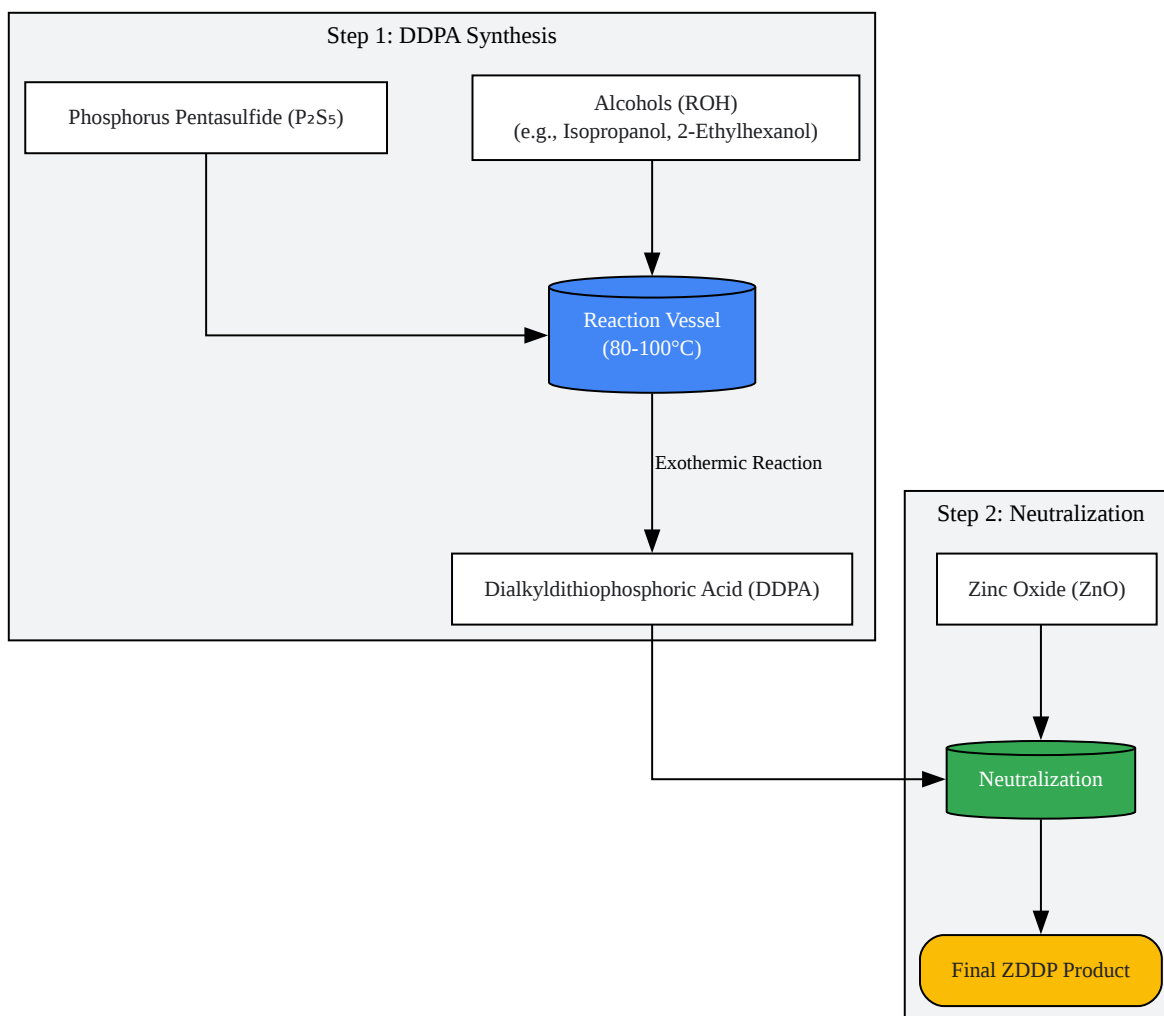 Step 1: DDPA Synthesis
Phosphorus Pentasulfide (P₂S₅)
Alcohols (ROH)
(e.g., Isopropanol, 2-Ethylhexanol)
Reaction Vessel
(80-100°C)
Exothermic Reaction
Dialkyldithiophosphoric Acid (DDPA)
Step 2: Neutralization
Zinc Oxide (ZnO)
Neutralization
Final ZDDP Product